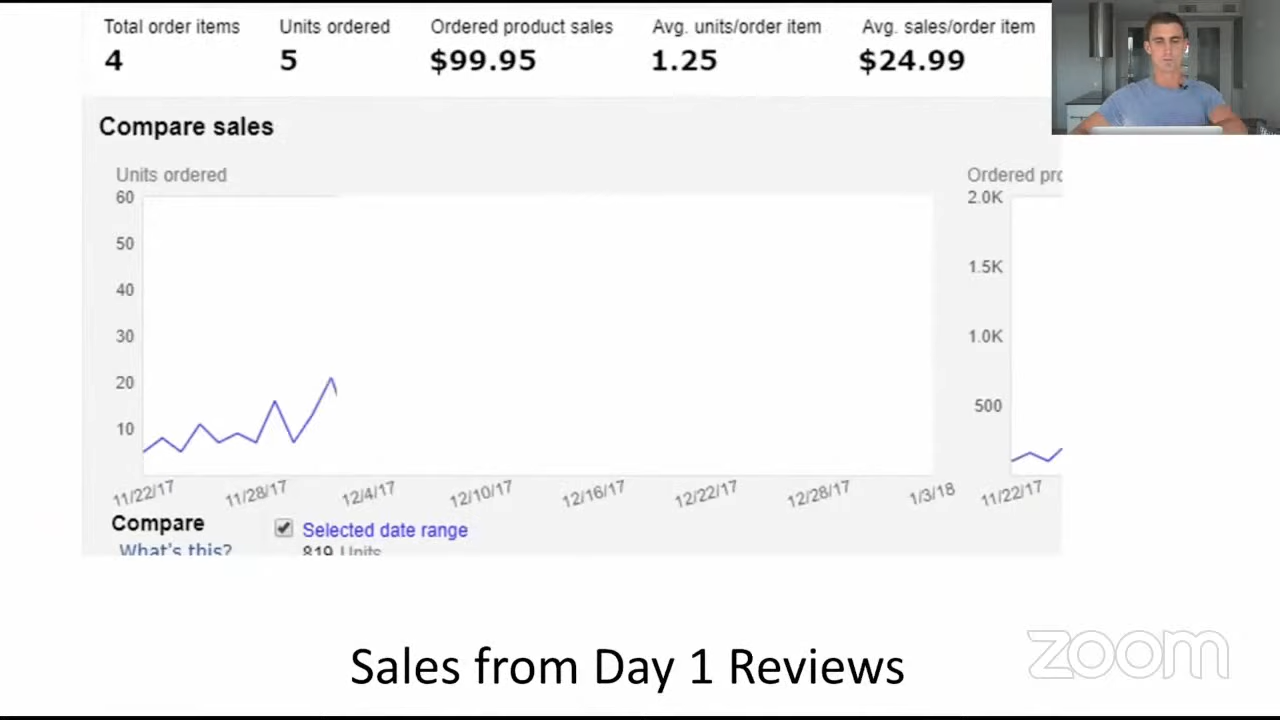 Total order items Units ordered Ordered product sales Avg. units/order item Avg. sales/order item
4 5 $99.95 1.25 $24.99
Compare sales
Units ordered
60
50
40
30
20
10
11/22/17 11/28/17 12/4/17 12/10/17 12/16/17 12/22/17 12/28/17 1/3/18
Ordered pro
2.0K
1.5K
1.0K
500
11/22/17
Compare
What's this?
Selected date range
819 Units
Sales from Day 1 Reviews
zoom